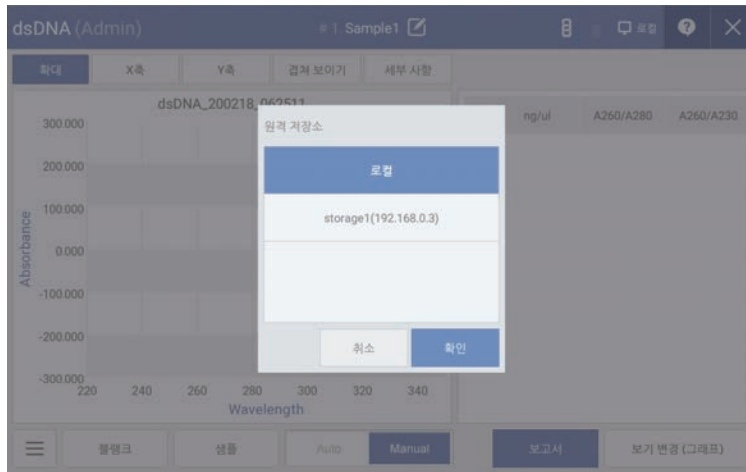 dsDNA (Admin) # 1 Sample1 로컬
확대 X축 Y축 겹쳐 보이기 세부 사항
dsDNA_200218_062511
ng/ul A260/A280 A260/A230
원격 저장소
로컬
storage1(192.168.0.3)
취소 확인
Absorbance
300.000
200.000
100.000
0.000
-100.000
-200.000
-300.000
220 240 260 280 300 320 340
Wavelength
블랭크 샘플 Auto Manual 보고서 보기 변경 (그래프)